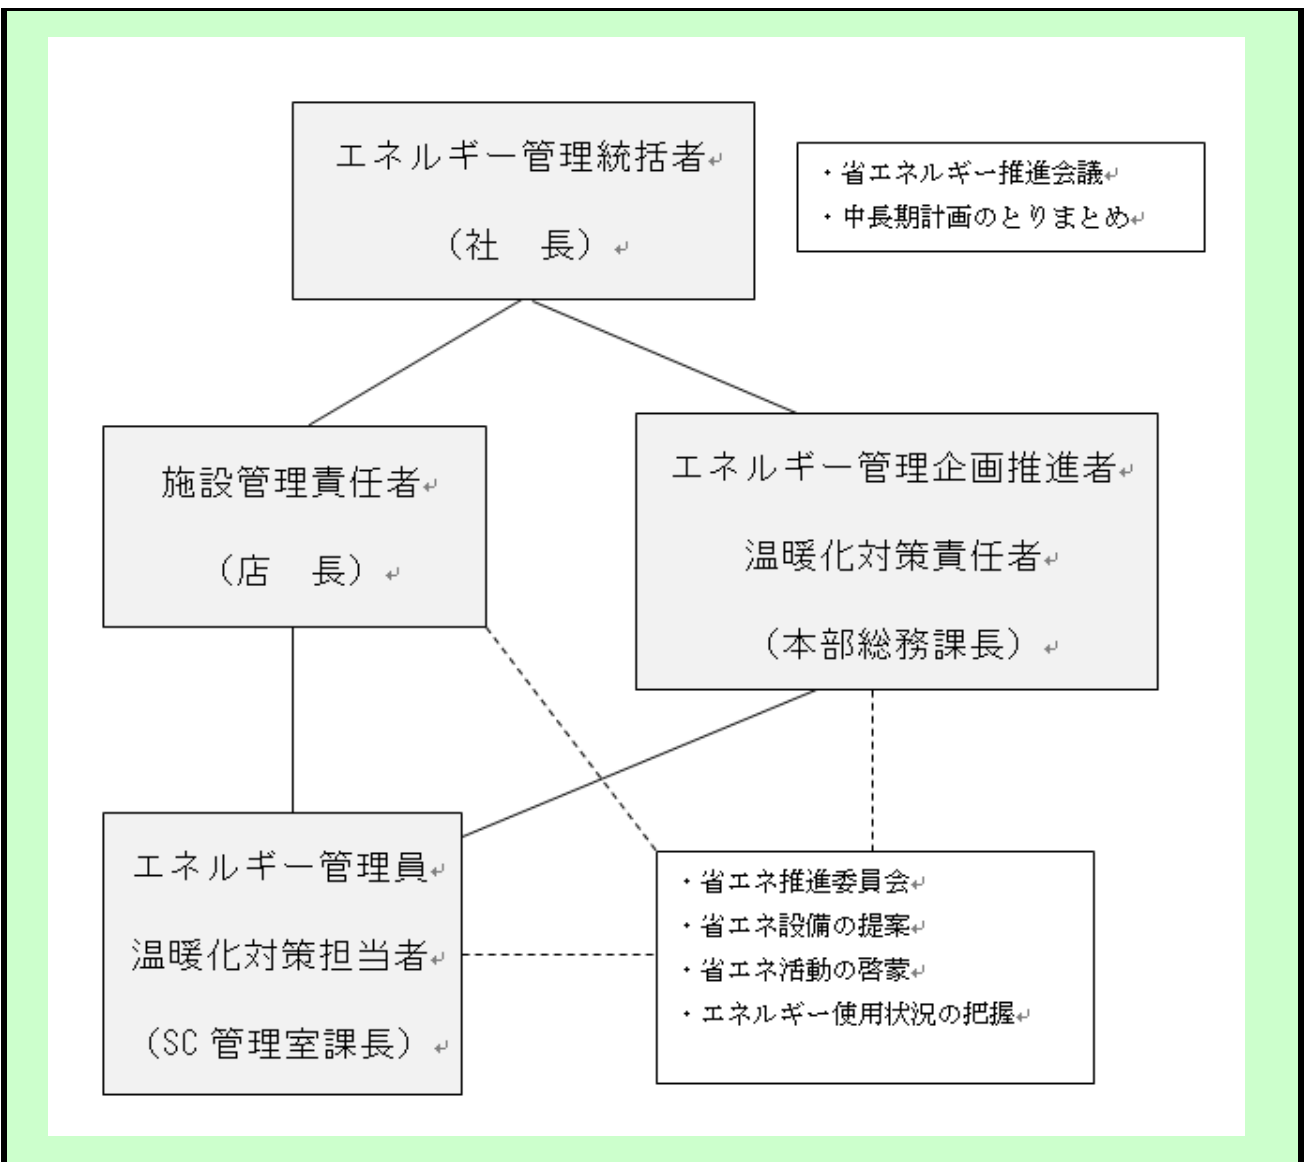 エネルギー管理統括者
（社　長）
・省エネルギー推進会議
・中長期計画のとりまとめ
施設管理責任者
（店　長）
エネルギー管理企画推進者
温暖化対策責任者
（本部総務課長）
エネルギー管理員
温暖化対策担当者
（SC 管理室課長）
・省エネ推進委員会
・省エネ設備の提案
・省エネ活動の啓蒙
・エネルギー使用状況の把握